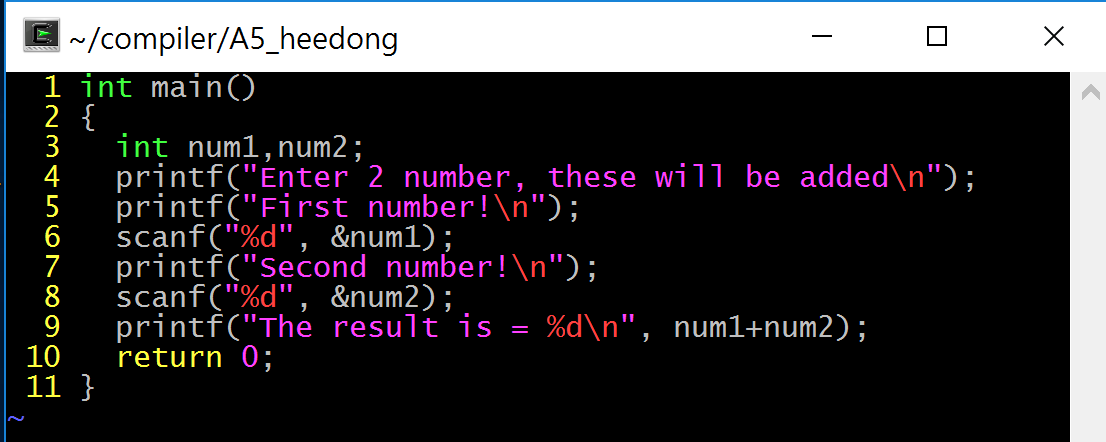 ~/compiler/A5_heedong
1 int main()
2 {
3   int num1,num2;
4   printf("Enter 2 number, these will be added\n");
5   printf("First number!\n");
6   scanf("%d", &num1);
7   printf("Second number!\n");
8   scanf("%d", &num2);
9   printf("The result is = %d\n", num1+num2);
10   return 0;
11 }
~